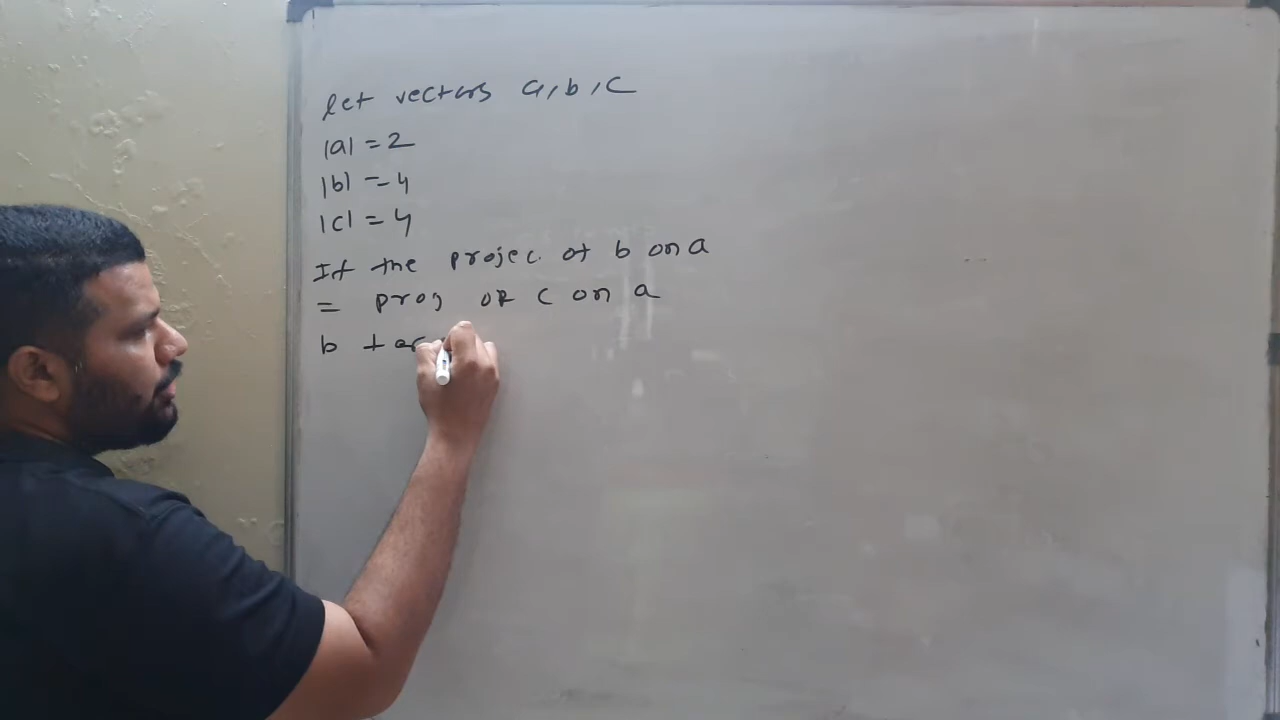 let vectors a, b, c
|a| = 2
|b| = 4
|c| = 4
If the projec. of b on a
= proj of c on a
b